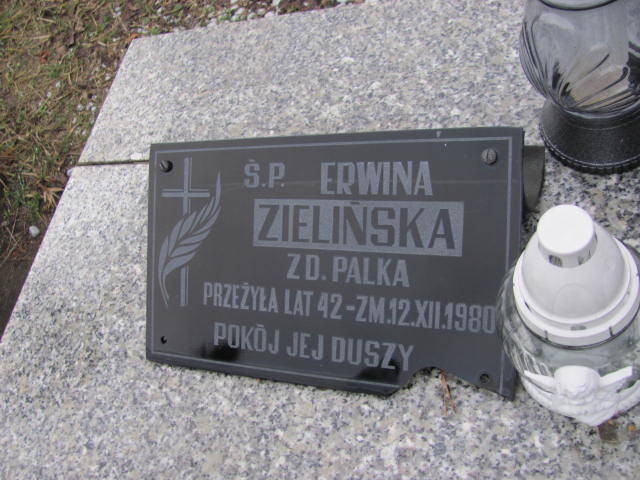 Ś.P. ERWINA
ZIELIŃSKA
Z D. PALKA
PRZEŻYŁA LAT 42 - ZM. 12.XII.1980
POKÓJ JEJ DUSZY